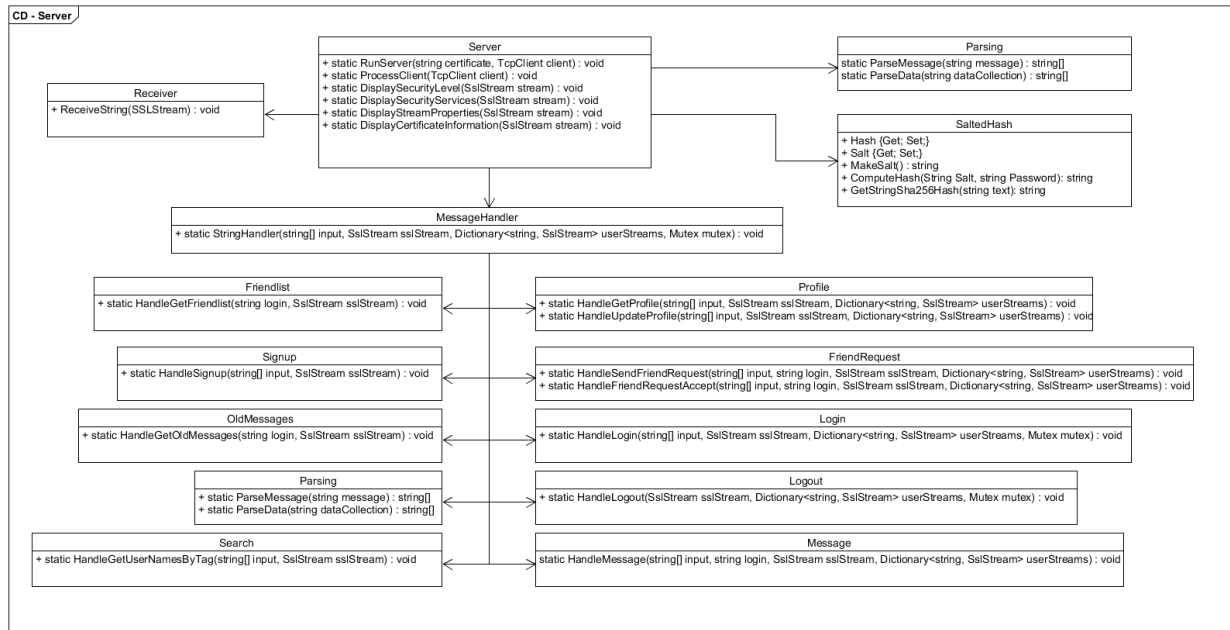 CD - Server
Server
+ static RunServer(string certificate, TcpClient client) : void
+ static ProcessClient(TcpClient client) : void
+ static DisplaySecurityLevel(SslStream stream) : void
+ static DisplaySecurityServices(SslStream stream) : void
+ static DisplayStreamProperties(SslStream stream) : void
+ static DisplayCertificateInformation(SslStream stream) : void
Parsing
static ParseMessage(string message) : string[]
static ParseData(string dataCollection) : string[]
Receiver
+ ReceiveString(SSLStream) : void
SaltedHash
+ Hash {Get; Set;}
+ Salt {Get; Set;}
+ MakeSalt() : string
+ ComputeHash(String Salt, string Password): string
+ GetStringSha256Hash(string text): string
MessageHandler
+ static StringHandler(string[] input, SslStream sslStream, Dictionary<string, SslStream> userStreams, Mutex mutex) : void
Friendlist
+ static HandleGetFriendlist(string login, SslStream sslStream) : void
Profile
+ static HandleGetProfile(string[] input, SslStream sslStream, Dictionary<string, SslStream> userStreams) : void
+ static HandleUpdateProfile(string[] input, SslStream sslStream, Dictionary<string, SslStream> userStreams) : void
Signup
+ static HandleSignup(string[] input, SslStream sslStream) : void
FriendRequest
+ static HandleSendFriendRequest(string[] input, string login, SslStream sslStream, Dictionary<string, SslStream> userStreams) : void
+ static HandleFriendRequestAccept(string[] input, string login, SslStream sslStream, Dictionary<string, SslStream> userStreams) : void
OldMessages
+ static HandleGetOldMessages(string login, SslStream sslStream) : void
Login
+ static HandleLogin(string[] input, SslStream sslStream, Dictionary<string, SslStream> userStreams, Mutex mutex) : void
Parsing
+ static ParseMessage(string message) : string[]
+ static ParseData(string dataCollection) : string[]
Logout
+ static HandleLogout(SslStream sslStream, Dictionary<string, SslStream> userStreams, Mutex mutex) : void
Search
+ static HandleGetUserNamesByTag(string[] input, SslStream sslStream) : void
Message
static HandleMessage(string[] input, string login, SslStream sslStream, Dictionary<string, SslStream> userStreams) : void